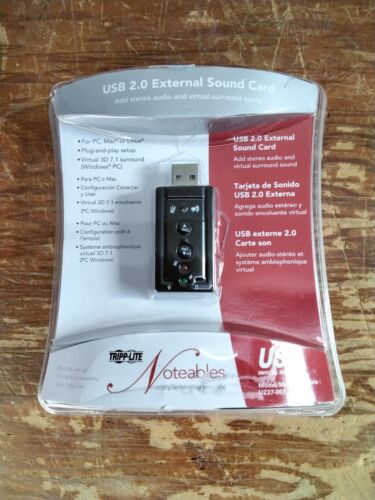 USB 2.0 External Sound Card
Add stereo audio and virtual surround sound
• For PC, Mac® or Linux®
• Plug-and-play setup
• Virtual 3D 7.1 surround
(Windows® PC)
• Para PC o Mac
• Configuración Conectar
y Usar
• Virtual 3D 7.1 envolvente
(PC Windows)
• Pour PC ou Mac
• Configuration prêt à
l'emploi
• Système ambiophonique
virtuel 3D 7.1
(PC Windows)
USB 2.0 External
Sound Card
Add stereo audio and
virtual surround sound
Tarjeta de Sonido
USB 2.0 Externa
Agrega audio estéreo y
sonido envolvente virtual
USB externe 2.0
Carte son
Ajouter audio-stéréo et
système ambiophonique
virtuel
TRIPP·LITE
Noteables
complementing life
USB
Model/
U237-001